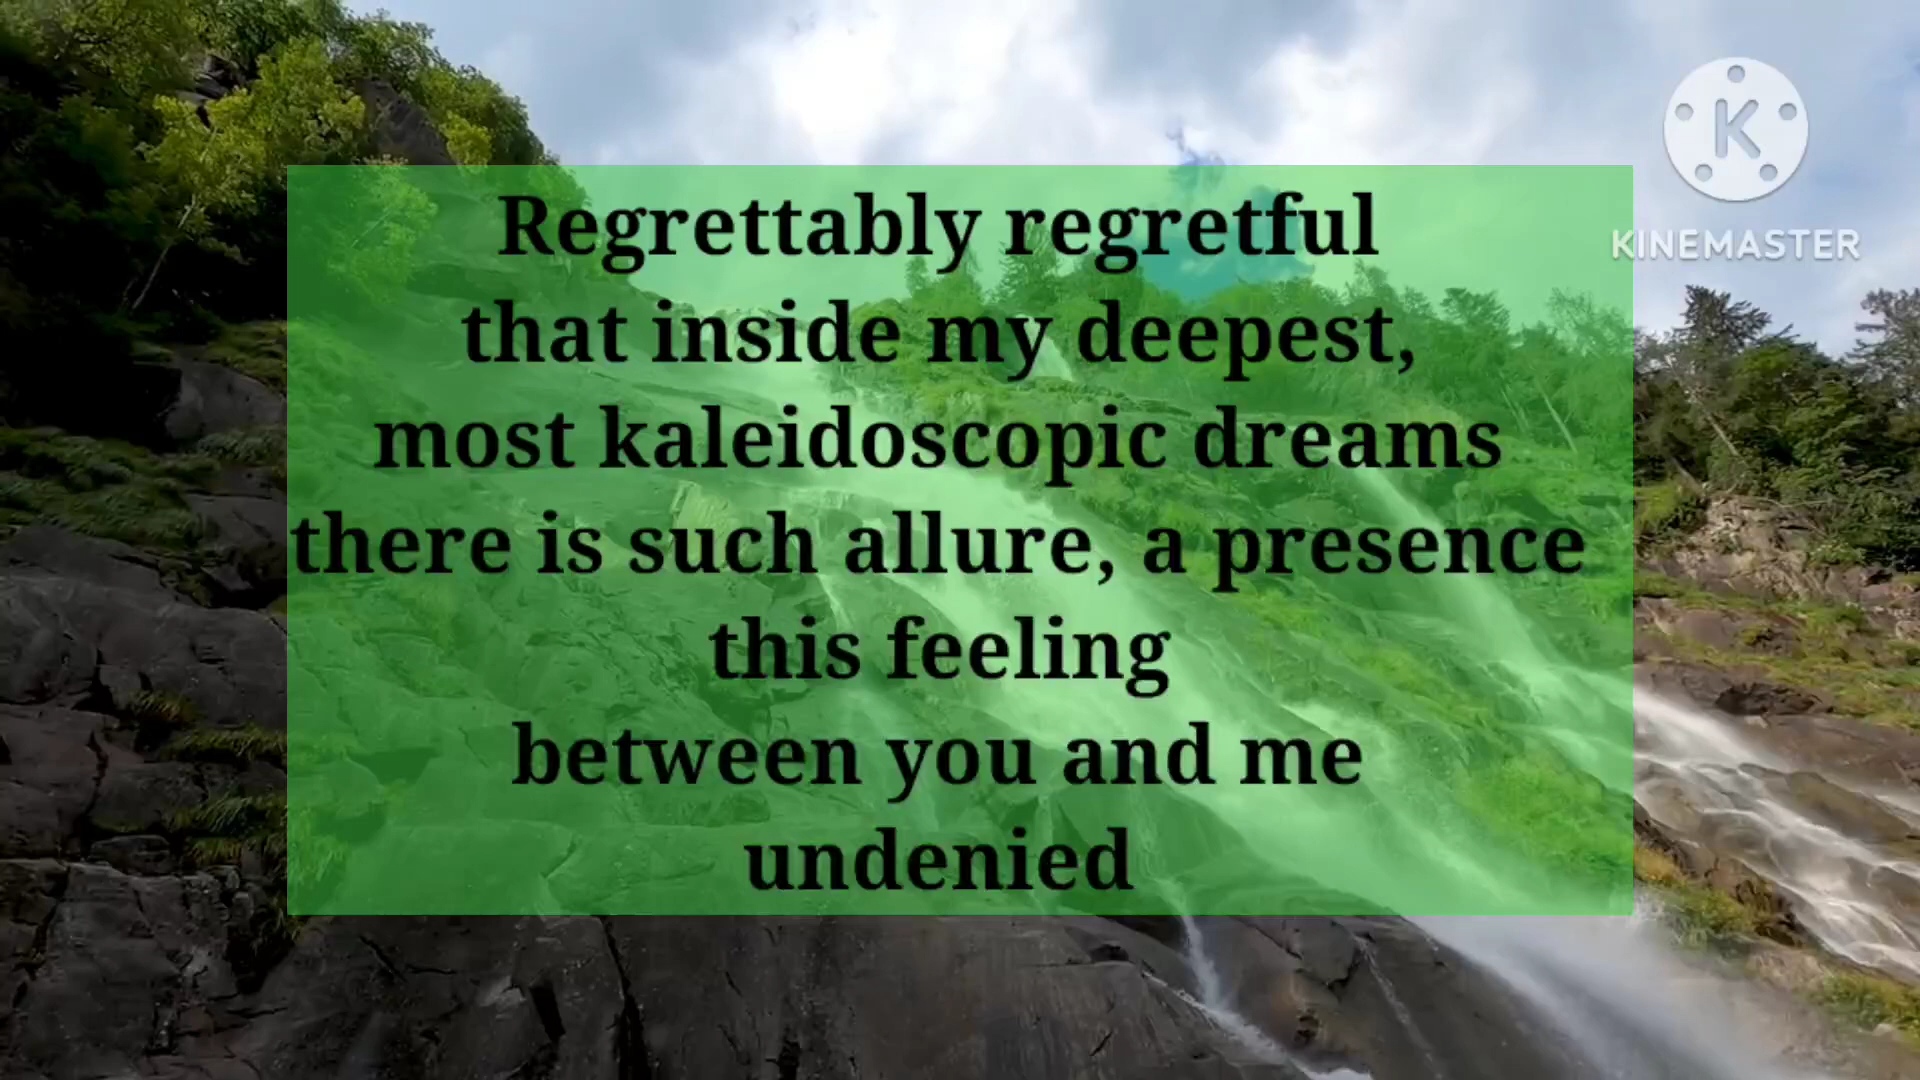 Regrettably regretful
that inside my deepest,
most kaleidoscopic dreams
there is such allure, a presence
this feeling
between you and me
undenied
K
KINEMASTER